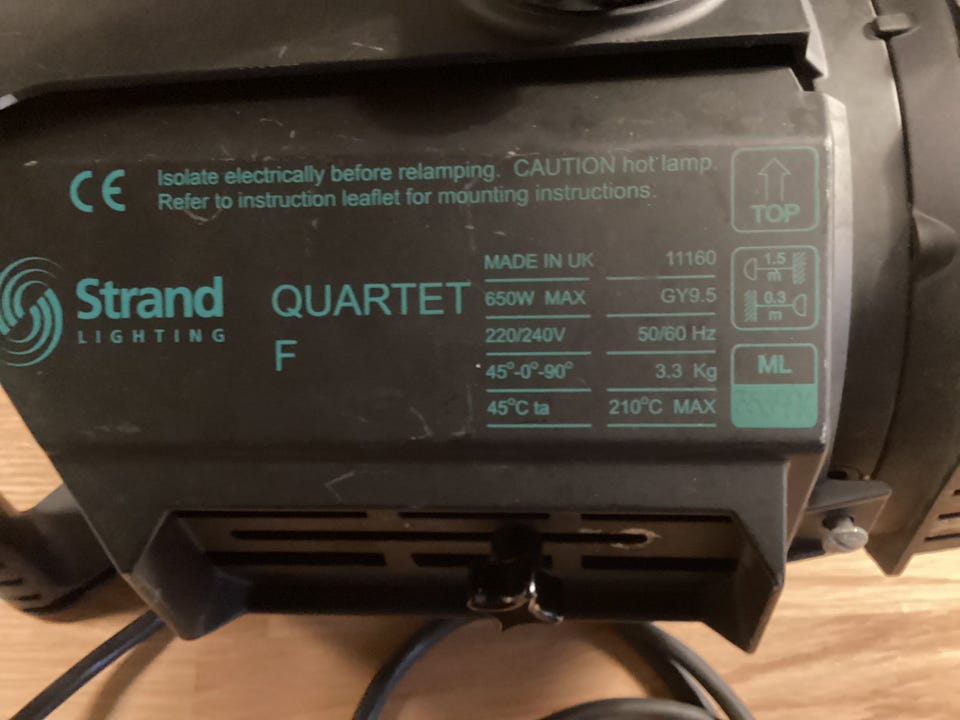 CE Isolate electrically before relamping. CAUTION hot lamp.
Refer to instruction leaflet for mounting instructions.
TOP
Strand
LIGHTING
QUARTET
F
MADE IN UK 11160
650W MAX GY9.5
220/240V 50/60 Hz
45°-0°-90° 3.3 Kg
45°C ta 210°C MAX
1.5
m
0.3
m
ML